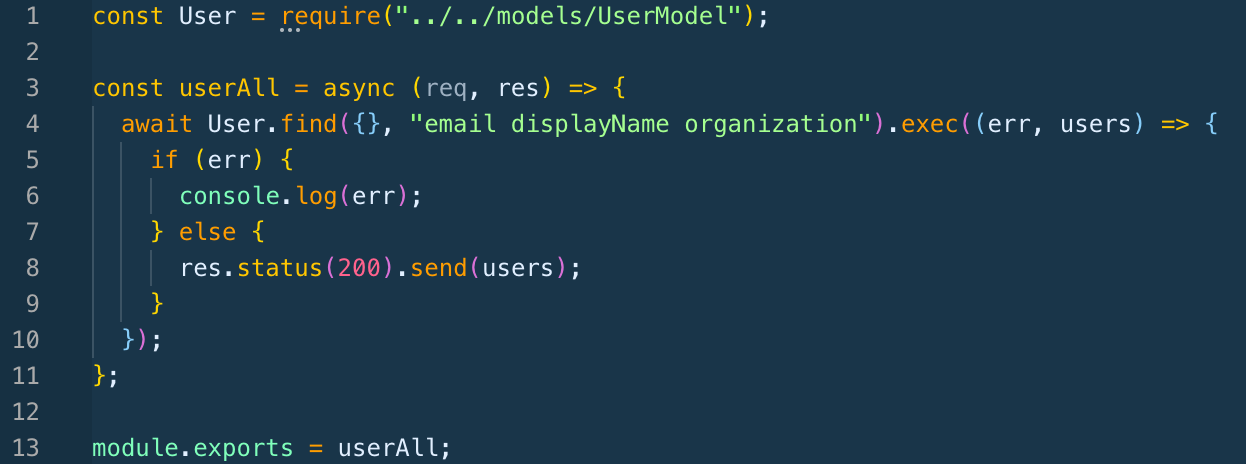 1 const User = require("../../models/UserModel");
2
3 const userAll = async (req, res) => {
4   await User.find({}, "email displayName organization").exec((err, users) => {
5     if (err) {
6       console.log(err);
7     } else {
8       res.status(200).send(users);
9     }
10   });
11 };
12
13 module.exports = userAll;